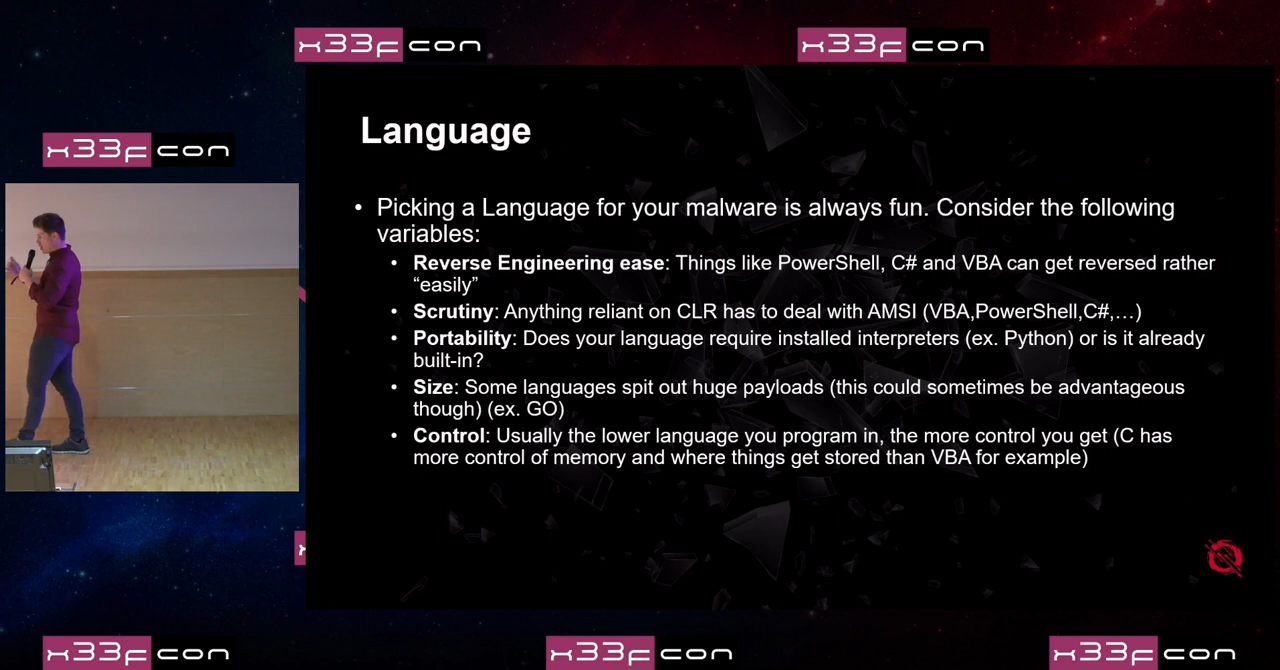 x33fcon
x33fcon
x33fcon
Language
• Picking a Language for your malware is always fun. Consider the following
variables:
• Reverse Engineering ease: Things like PowerShell, C# and VBA can get reversed rather
“easily”
• Scrutiny: Anything reliant on CLR has to deal with AMSI (VBA,PowerShell,C#,…)
• Portability: Does your language require installed interpreters (ex. Python) or is it already
built-in?
• Size: Some languages spit out huge payloads (this could sometimes be advantageous
though) (ex. GO)
• Control: Usually the lower language you program in, the more control you get (C has
more control of memory and where things get stored than VBA for example)
x33fcon
x33fcon
x33fcon